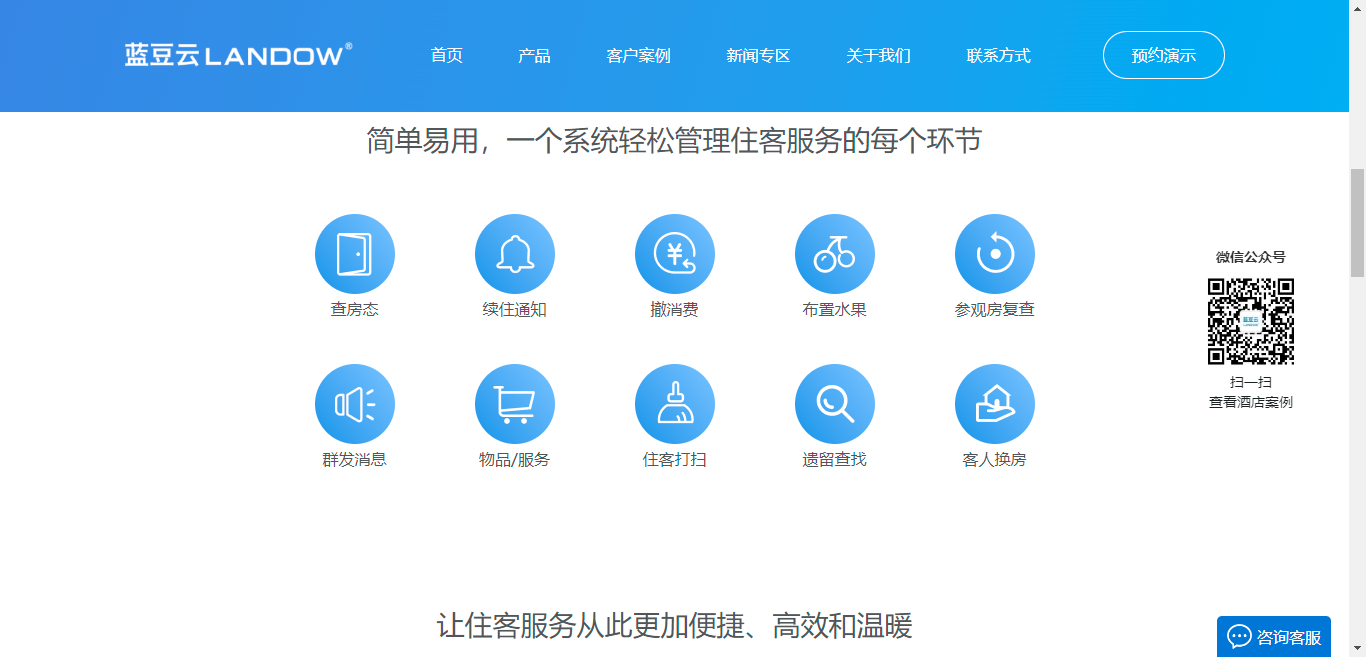 蓝豆云LANDOW®
首页 产品 客户案例 新闻专区 关于我们 联系方式 预约演示
简单易用，一个系统轻松管理住客服务的每个环节
查房态 续住通知 撤消费 布置水果 参观房复查
群发消息 物品/服务 住客打扫 遗留查找 客人换房
微信公众号
蓝豆云
扫一扫
查看酒店案例
让住客服务从此更加便捷、高效和温暖
咨询客服